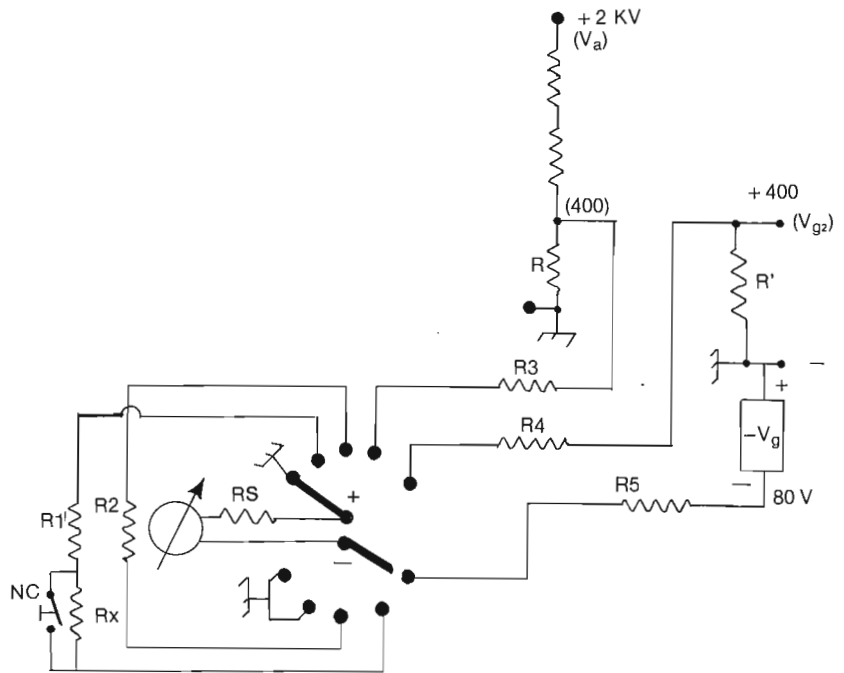 + 2 KV
(Va)
(400)
+ 400
(Vg2)
R
R'
R3
−
+
R4
−Vg
+
RS
R5
−
80 V
R1'
R2
−
NC
Rx